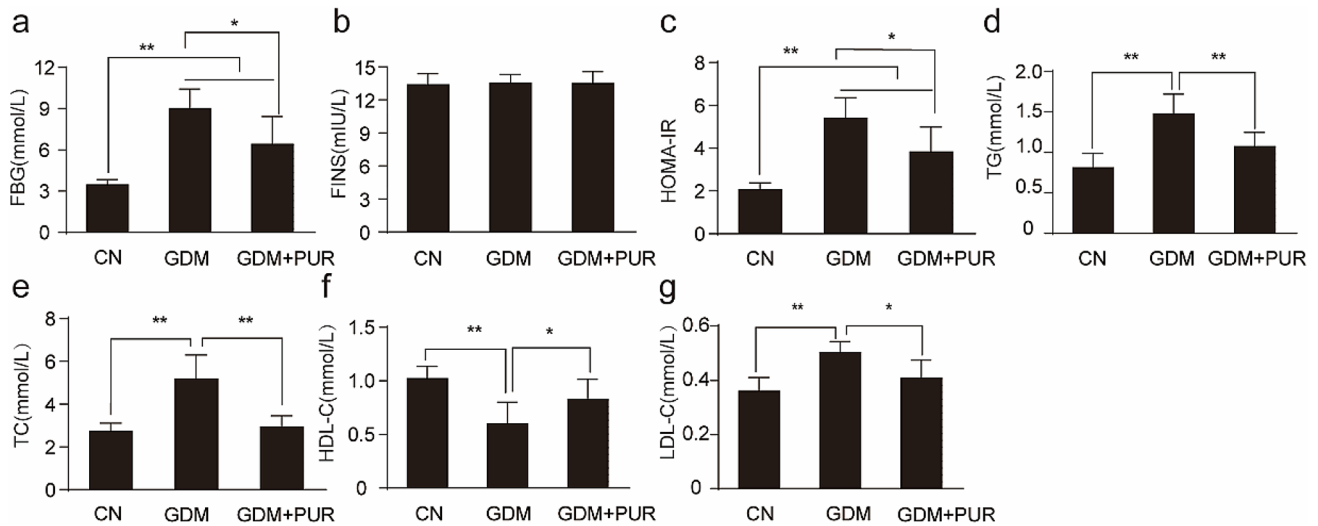 a
FBG(mmol/L)
12
9
6
3
0
**
*
CN GDM GDM+PUR
b
FINS(mIU/L)
15
12
9
6
3
0
CN GDM GDM+PUR
c
HOMA-IR
8
6
4
2
0
**
*
CN GDM GDM+PUR
d
TG(mmol/L)
2.0
1.5
1.0
0.5
0
**
**
CN GDM GDM+PUR
e
TC(mmol/L)
8
6
4
2
0
**
**
CN GDM GDM+PUR
f
HDL-C(mmol/L)
1.5
1.0
0.5
0
**
*
CN GDM GDM+PUR
g
LDL-C(mmol/L)
0.6
0.4
0.2
0
**
*
CN GDM GDM+PUR